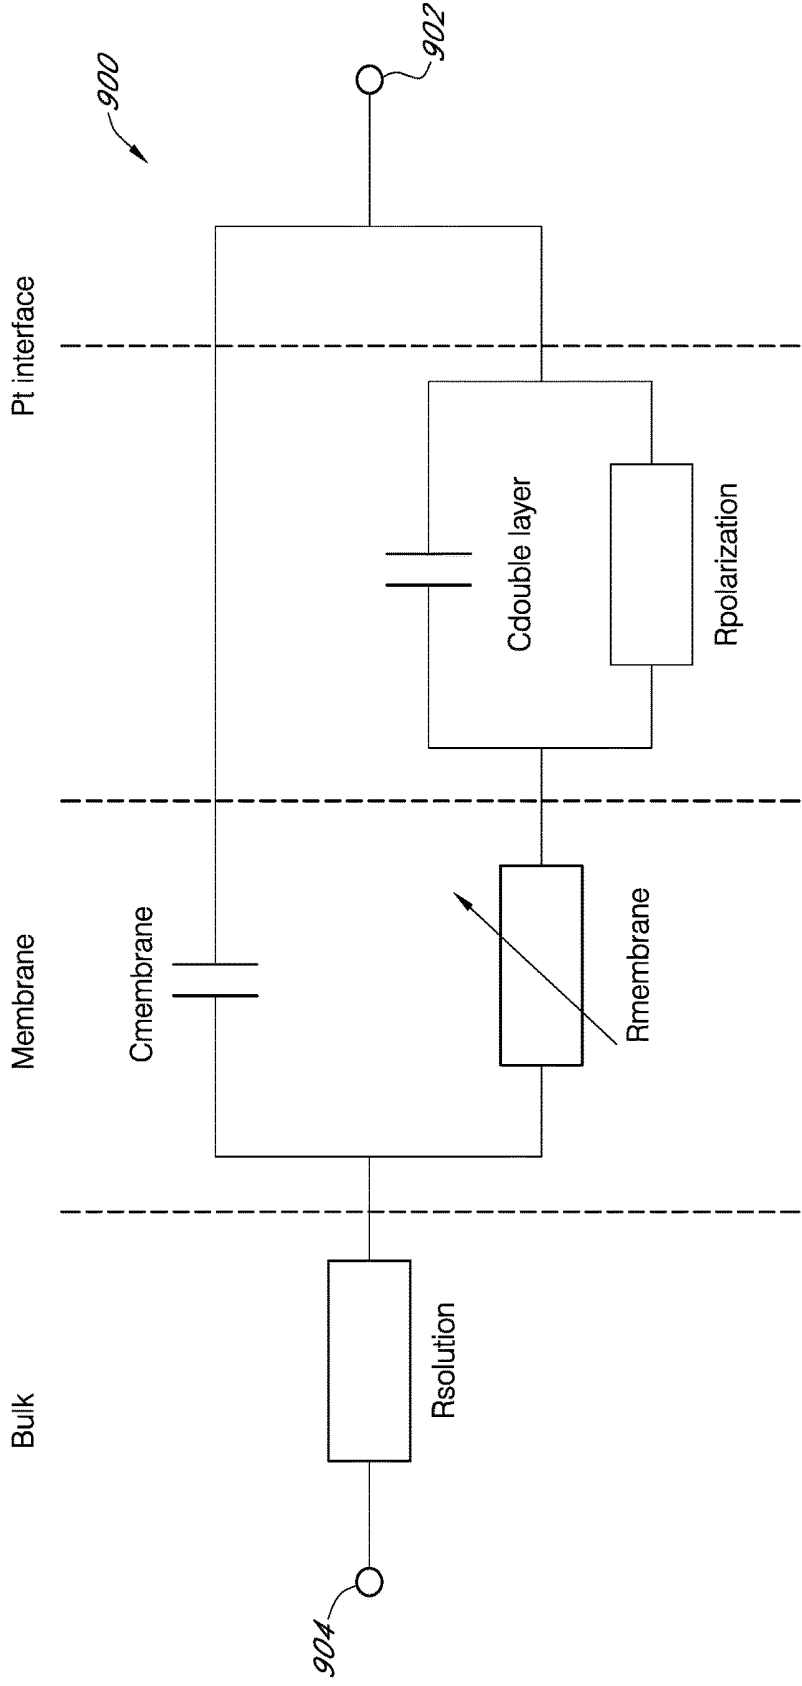 900
Bulk
Membrane
Pt interface
Cmembrane
904
902
Rsolution
Cdouble layer
Rmembrane
Rpolarization